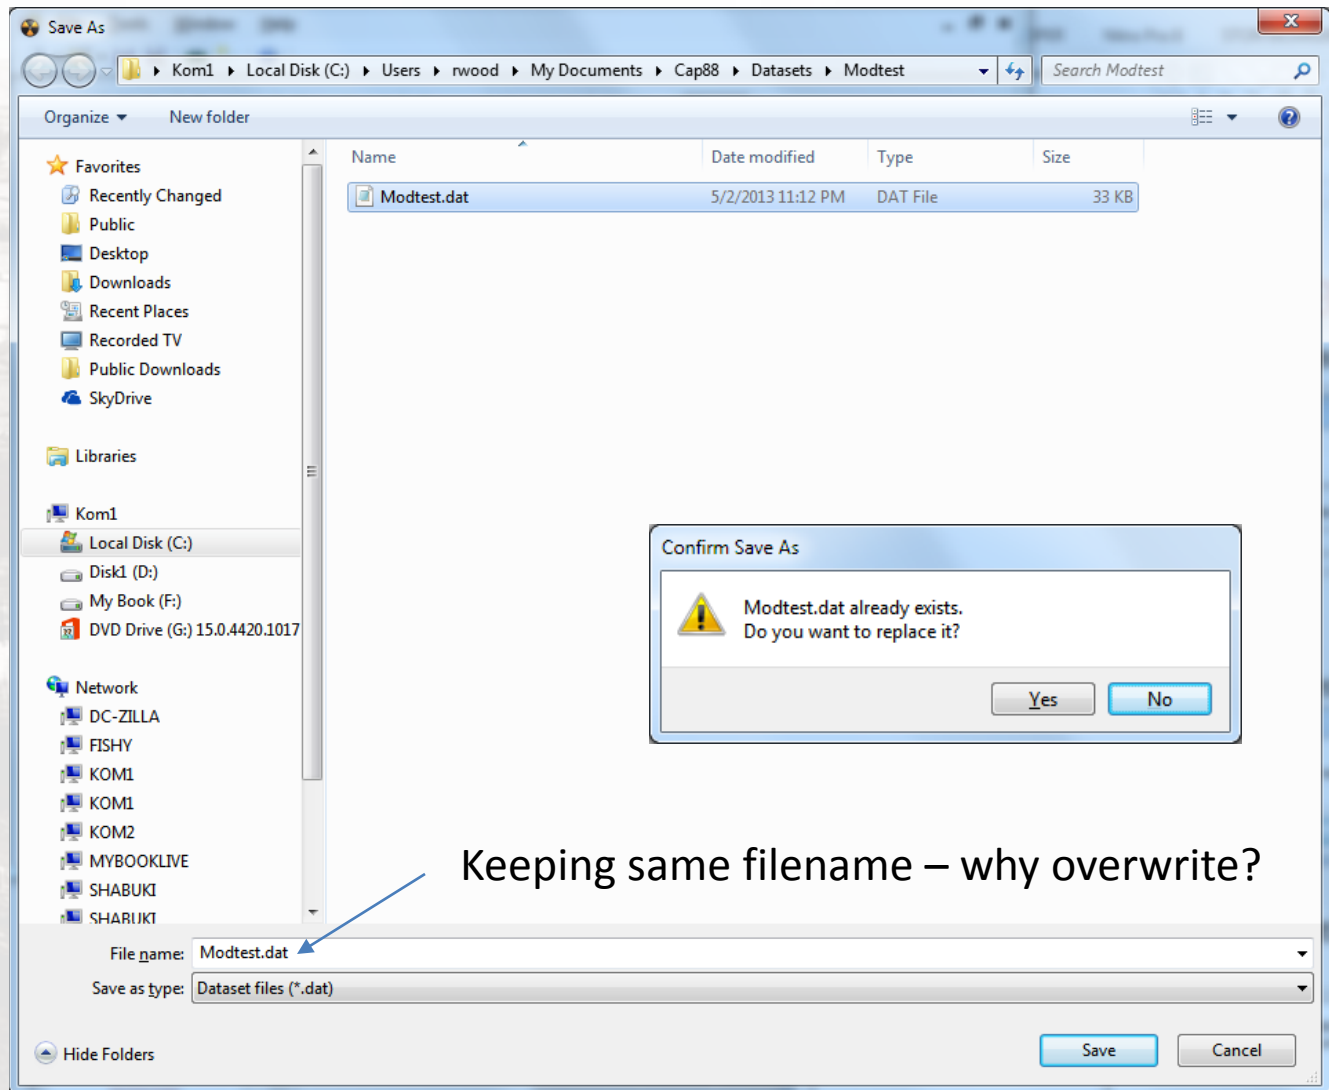 Save As
Kom1 Local Disk (C:) Users rwood My Documents Cap88 Datasets Modtest
Search Modtest
Organize New folder
Favorites
Recently Changed
Public
Desktop
Downloads
Recent Places
Recorded TV
Public Downloads
SkyDrive
Libraries
Kom1
Local Disk (C:)
Disk1 (D:)
My Book (F:)
DVD Drive (G:) 15.0.4420.1017
Network
DC-ZILLA
FISHY
KOM1
KOM1
KOM2
MYBOOKLIVE
SHABUKI
SHABUKI
Name Date modified Type Size
Modtest.dat 5/2/2013 11:12 PM DAT File 33 KB
Confirm Save As
Modtest.dat already exists.
Do you want to replace it?
Yes No
Keeping same filename – why overwrite?
File name: Modtest.dat
Save as type: Dataset files (*.dat)
Hide Folders
Save Cancel